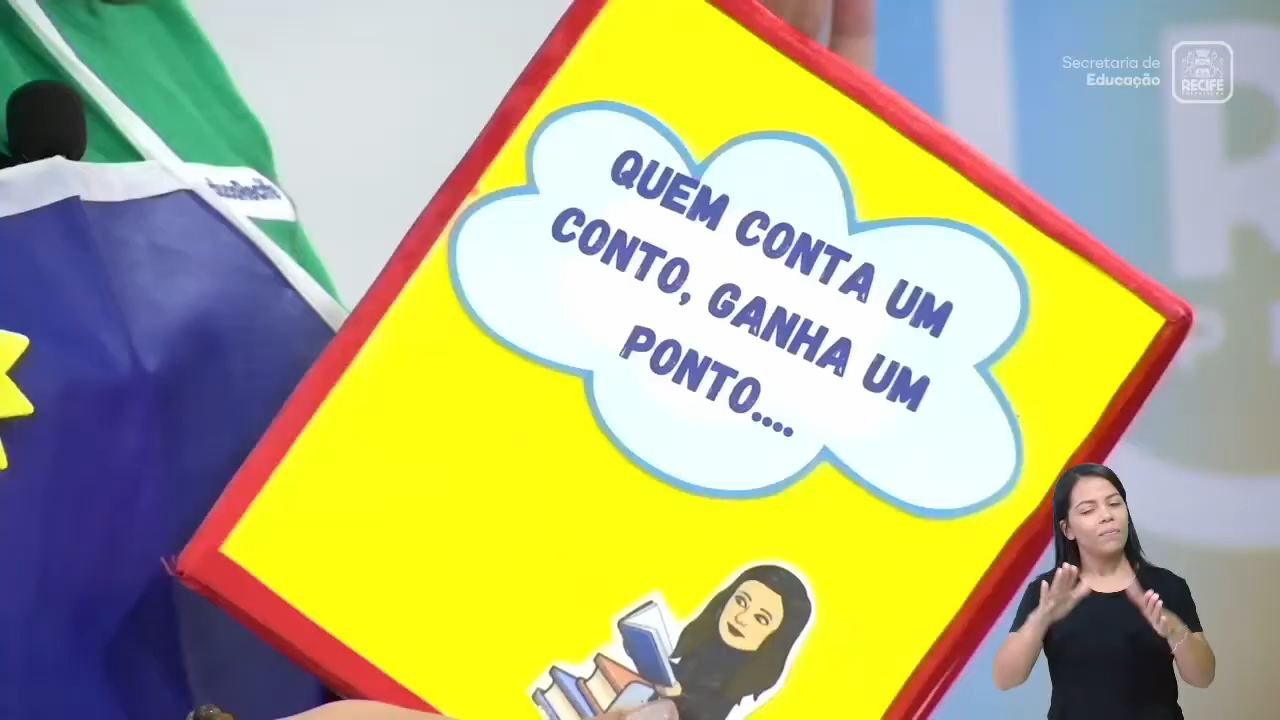 Secretaria de
Educação
RECIFE
QUEM CONTA UM
CONTO, GANHA UM
PONTO....